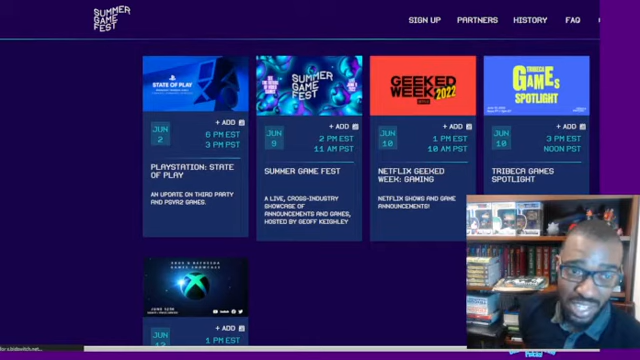 SUMMER
GAME
FEST
SIGN UP
PARTNERS
HISTORY
FAQ
STATE OF PLAY
SUMMER
GAME
FEST
GEEKED
WEEK
2022
TRIBECA
GAMES
SPOTLIGHT
+ ADD
JUN
2
6 PM EST
3 PM PST
PLAYSTATION: STATE
OF PLAY
AN UPDATE ON THIRD PARTY
AND PSVR2 GAMES.
+ ADD
JUN
9
2 PM EST
11 AM PST
SUMMER GAME FEST
A LIVE, CROSS-INDUSTRY
SHOWCASE OF
ANNOUNCEMENTS AND GAMES,
HOSTED BY GEOFF KEIGHLEY
+ ADD
JUN
10
1 PM EST
10 AM PST
NETFLIX GEEKED
WEEK: GAMING
NETFLIX SHOWS AND GAME
ANNOUNCEMENTS!
+ ADD
JUN
10
3 PM EST
NOON PST
TRIBECA GAMES
SPOTLIGHT
XBOX & BETHESDA
GAMES SHOWCASE
+ ADD
JUN
12
1 PM EST